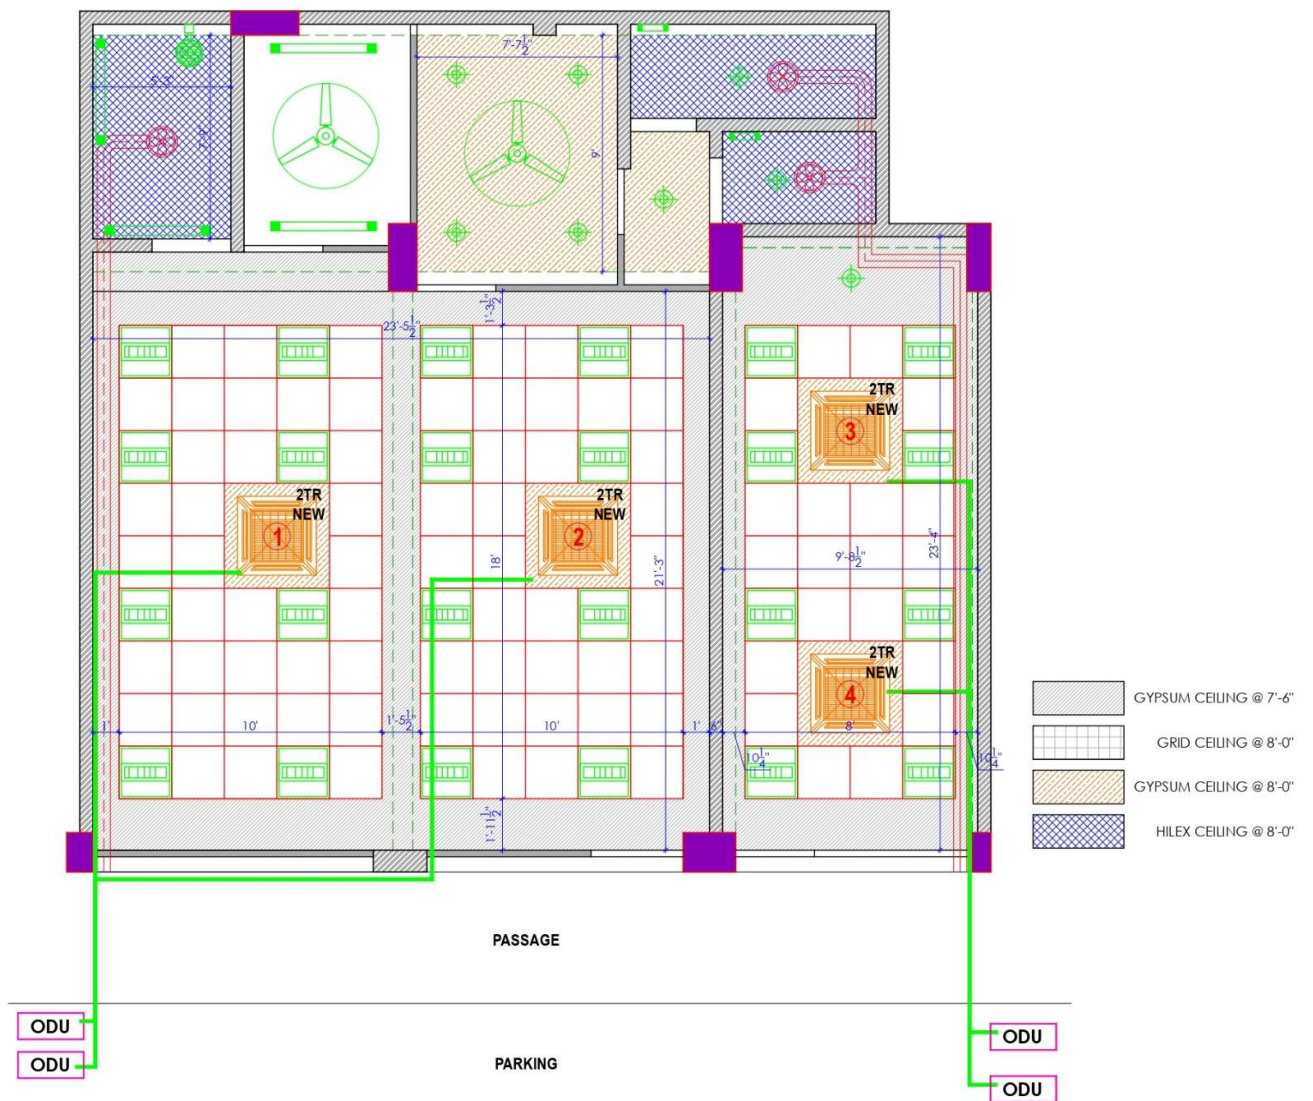 7'-7½"
5'-3"
7'-9"
9'
1'-3½"
23'-5½"
2TR
NEW
3
2TR
NEW
1
2TR
NEW
2
18'
21'-3"
9'-8½"
23'-4"
2TR
NEW
4
1'
10'
1'-5½"
10'
1'
6"
8'
10¼"
10¼"
1'-11½"
GYPSUM CEILING @ 7'-6"
GRID CEILING @ 8'-0"
GYPSUM CEILING @ 8'-0"
HILEX CEILING @ 8'-0"
PASSAGE
ODU
ODU
PARKING
ODU
ODU